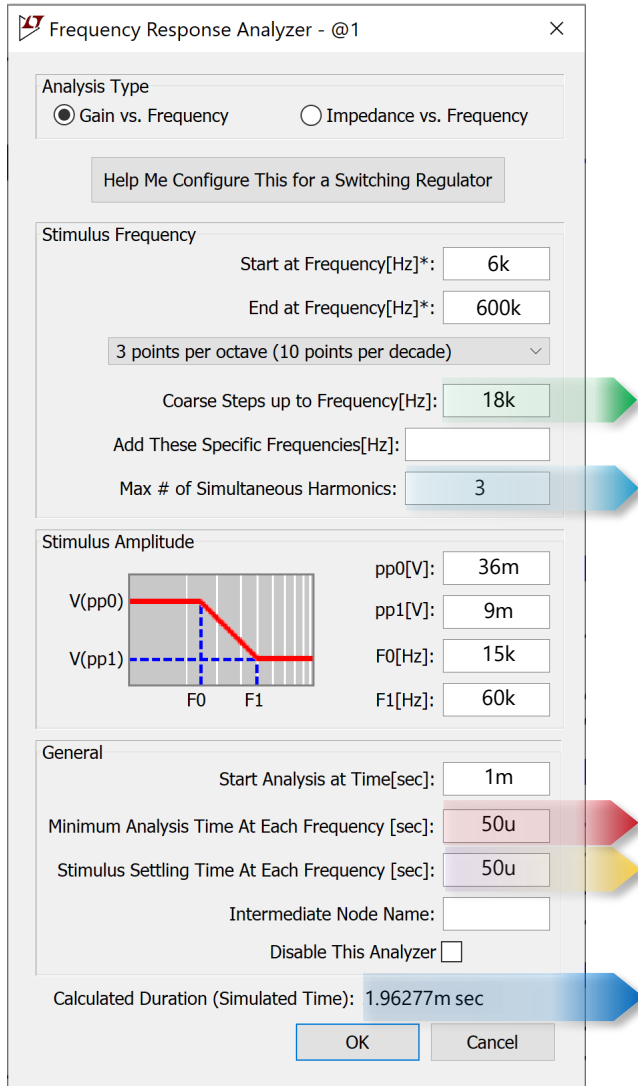 Frequency Response Analyzer - @1
Analysis Type
Gain vs. Frequency
Impedance vs. Frequency
Help Me Configure This for a Switching Regulator
Stimulus Frequency
Start at Frequency[Hz]*: 6k
End at Frequency[Hz]*: 600k
3 points per octave (10 points per decade)
Coarse Steps up to Frequency[Hz]: 18k
Add These Specific Frequencies[Hz]:
Max # of Simultaneous Harmonics: 3
Stimulus Amplitude
V(pp0)
V(pp1)
F0 F1
pp0[V]: 36m
pp1[V]: 9m
F0[Hz]: 15k
F1[Hz]: 60k
General
Start Analysis at Time[sec]: 1m
Minimum Analysis Time At Each Frequency [sec]: 50u
Stimulus Settling Time At Each Frequency [sec]: 50u
Intermediate Node Name:
Disable This Analyzer
Calculated Duration (Simulated Time): 1.96277m sec
OK
Cancel